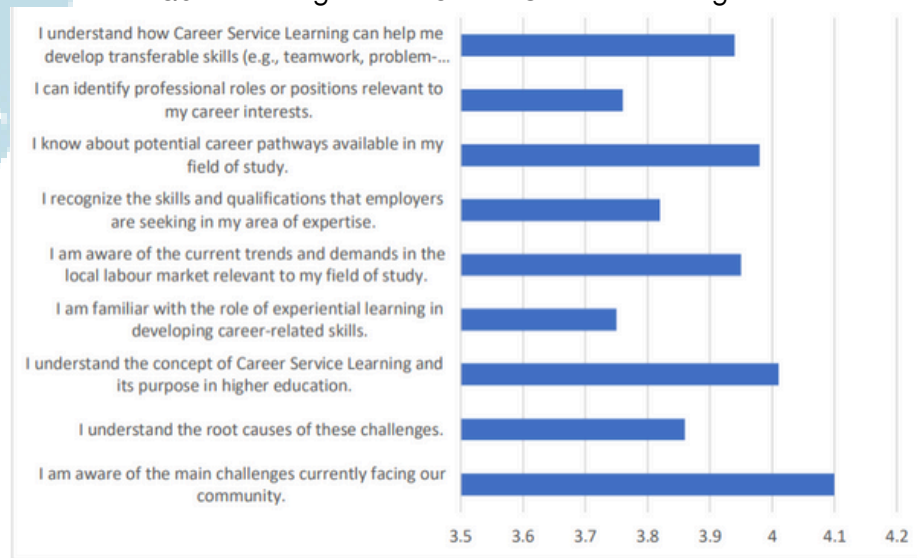 I understand how Career Service Learning can help me
develop transferable skills (e.g., teamwork, problem-...
I can identify professional roles or positions relevant to
my career interests.
I know about potential career pathways available in my
field of study.
I recognize the skills and qualifications that employers
are seeking in my area of expertise.
I am aware of the current trends and demands in the
local labour market relevant to my field of study.
I am familiar with the role of experiential learning in
developing career-related skills.
I understand the concept of Career Service Learning and
its purpose in higher education.
I understand the root causes of these challenges.
I am aware of the main challenges currently facing our
community.
3.5 3.6 3.7 3.8 3.9 4 4.1 4.2